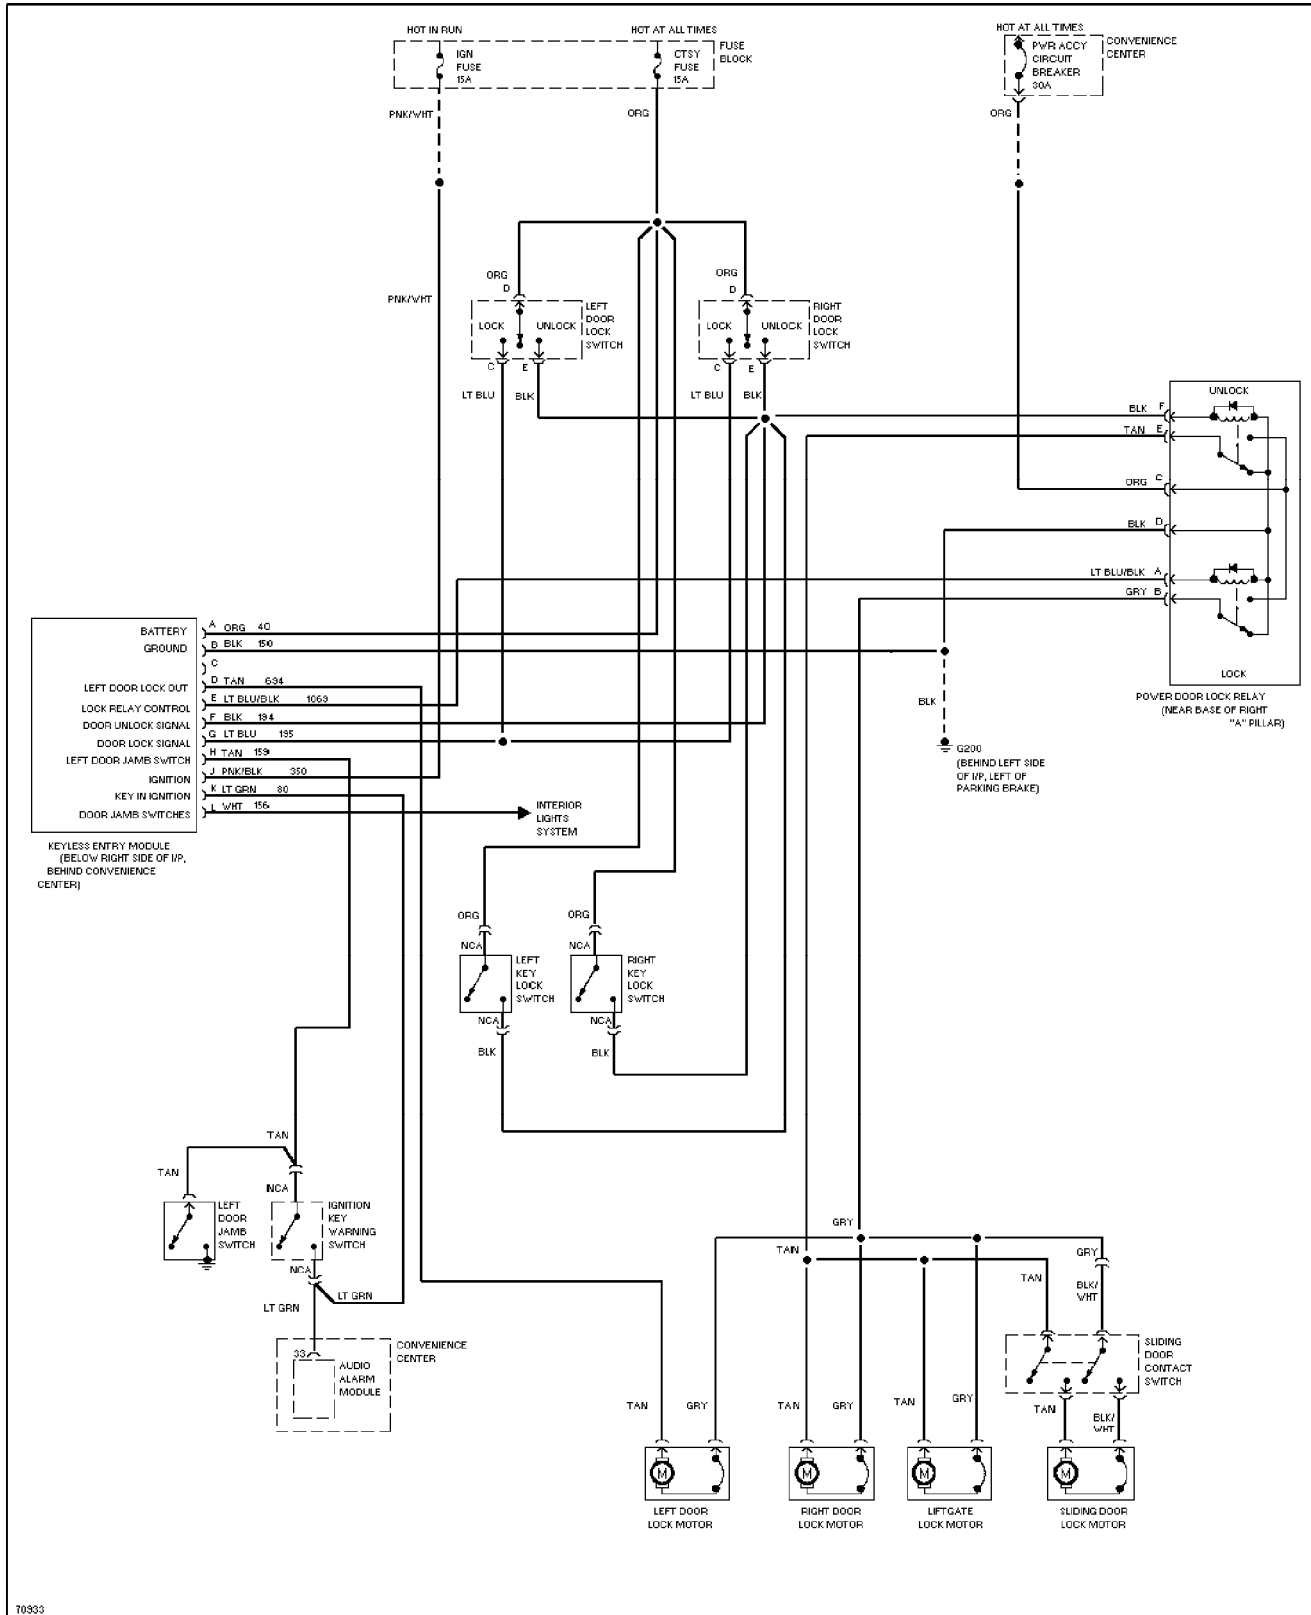 HOT IN RUN
HOT AT ALL TIMES
HOT AT ALL TIMES
IGN
FUSE
15A
CTSY
FUSE
15A
FUSE
BLOCK
PWR ACCY
CIRCUIT
BREAKER
30A
CONVENIENCE
CENTER
PNK/WHT
ORG
ORG
PNK/WHT
ORG
D
ORG
D
LOCK
UNLOCK
LEFT
DOOR
LOCK
SWITCH
LOCK
UNLOCK
RIGHT
DOOR
LOCK
SWITCH
C
E
C
E
LT BLU
BLK
LT BLU
BLK
UNLOCK
BLK F
TAN E
ORG C
BLK D
LT BLU/BLK A
GRY B
LOCK
POWER DOOR LOCK RELAY
(NEAR BASE OF RIGHT
"A" PILLAR)
BATTERY A ORG 40
GROUND B BLK 150
C
LEFT DOOR LOCK OUT D TAN 694
LOCK RELAY CONTROL E LT BLU/BLK 1069
DOOR UNLOCK SIGNAL F BLK 194
DOOR LOCK SIGNAL G LT BLU 195
LEFT DOOR JAMB SWITCH H TAN 159
IGNITION J PNK/BLK 350
KEY IN IGNITION K LT GRN 80
DOOR JAMB SWITCHES L WHT 156
KEYLESS ENTRY MODULE
(BELOW RIGHT SIDE OF I/P,
BEHIND CONVENIENCE
CENTER)
INTERIOR
LIGHTS
SYSTEM
BLK
G200
(BEHIND LEFT SIDE
OF I/P, LEFT OF
PARKING BRAKE)
ORG
NCA
ORG
NCA
LEFT
KEY
LOCK
SWITCH
RIGHT
KEY
LOCK
SWITCH
NCA
BLK
NCA
BLK
TAN
TAN
NCA
LEFT
DOOR
JAMB
SWITCH
IGNITION
KEY
WARNING
SWITCH
NCA
LT GRN
LT GRN
33
AUDIO
ALARM
MODULE
CONVENIENCE
CENTER
GRY
TAN
TAN
GRY
BLK/
WHT
SLIDING
DOOR
CONTACT
SWITCH
TAN
GRY
TAN
GRY
TAN
GRY
TAN
BLK/
WHT
M
M
M
M
LEFT DOOR
LOCK MOTOR
RIGHT DOOR
LOCK MOTOR
LIFTGATE
LOCK MOTOR
SLIDING DOOR
LOCK MOTOR
70933